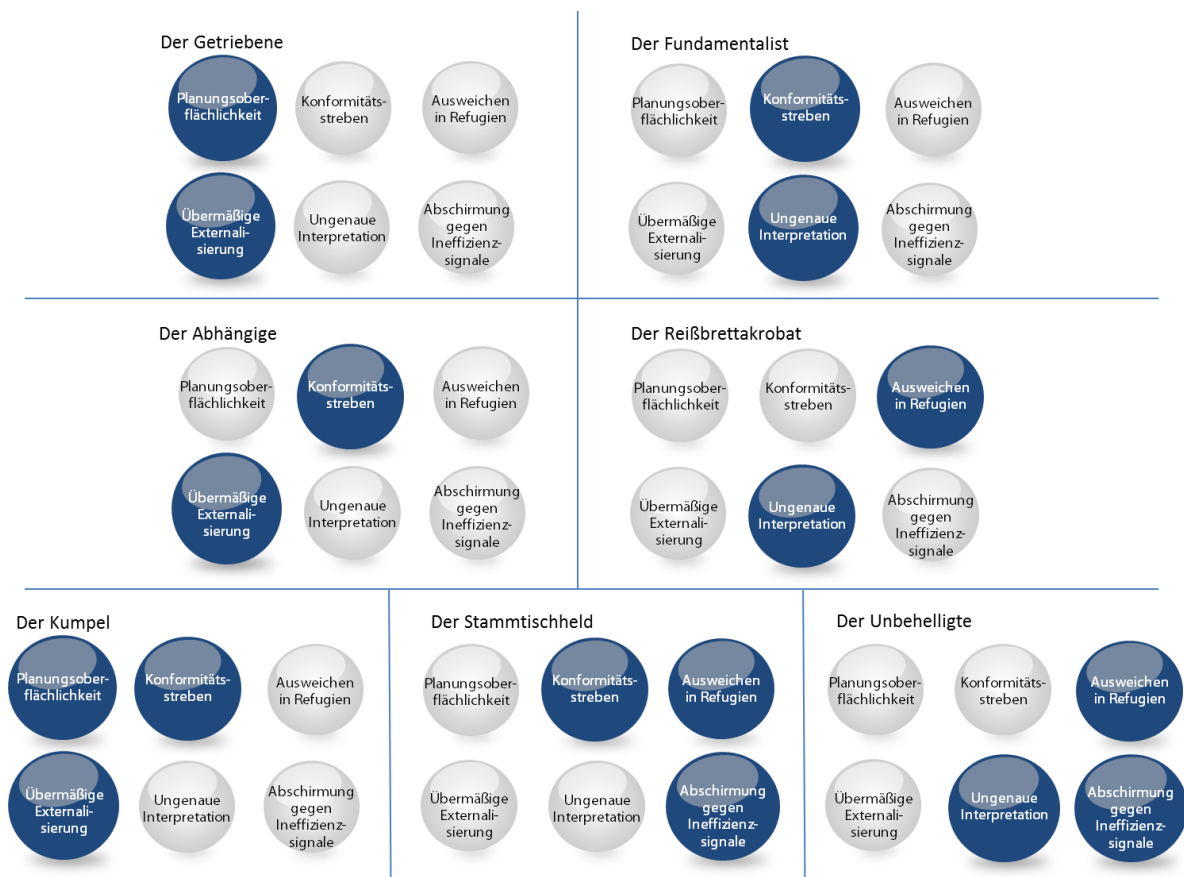 Der Getriebene
Planungsober-
flächlichkeit
Konformitäts-
streben
Ausweichen
in Refugien
Übermäßige
Externali-
sierung
Ungenaue
Interpretation
Abschirmung
gegen
Ineffizienz-
signale
Der Fundamentalist
Planungsober-
flächlichkeit
Konformitäts-
streben
Ausweichen
in Refugien
Übermäßige
Externali-
sierung
Ungenaue
Interpretation
Abschirmung
gegen
Ineffizienz-
signale
Der Abhängige
Planungsober-
flächlichkeit
Konformitäts-
streben
Ausweichen
in Refugien
Übermäßige
Externali-
sierung
Ungenaue
Interpretation
Abschirmung
gegen
Ineffizienz-
signale
Der Reißbrettakrobat
Planungsober-
flächlichkeit
Konformitäts-
streben
Ausweichen
in Refugien
Übermäßige
Externali-
sierung
Ungenaue
Interpretation
Abschirmung
gegen
Ineffizienz-
signale
Der Kumpel
Planungsober-
flächlichkeit
Konformitäts-
streben
Ausweichen
in Refugien
Übermäßige
Externali-
sierung
Ungenaue
Interpretation
Abschirmung
gegen
Ineffizienz-
signale
Der Stammtischheld
Planungsober-
flächlichkeit
Konformitäts-
streben
Ausweichen
in Refugien
Übermäßige
Externali-
sierung
Ungenaue
Interpretation
Abschirmung
gegen
Ineffizienz-
signale
Der Unbehelligte
Planungsober-
flächlichkeit
Konformitäts-
streben
Ausweichen
in Refugien
Übermäßige
Externali-
sierung
Ungenaue
Interpretation
Abschirmung
gegen
Ineffizienz-
signale